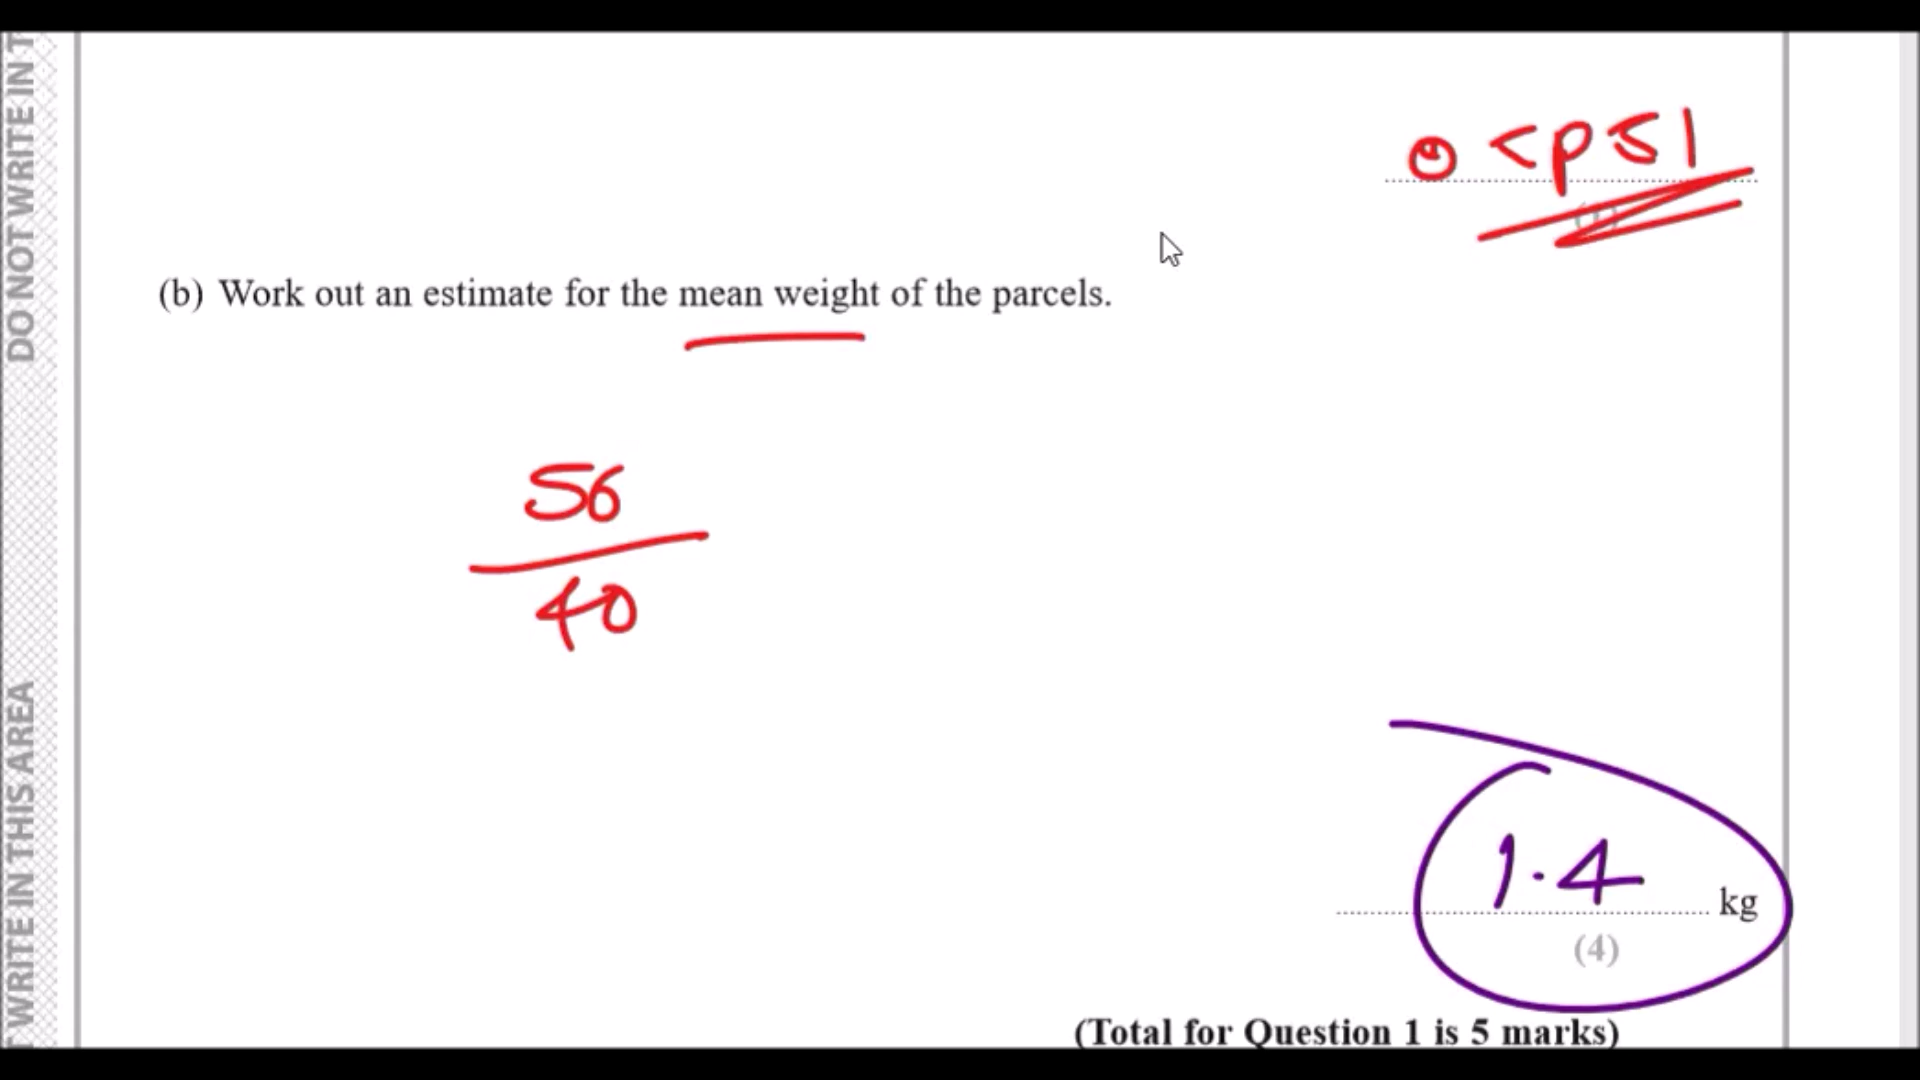 DO NOT WRITE IN T
0 < p ≤ 1
(1)
(b) Work out an estimate for the mean weight of the parcels.
56
40
1.4 kg
(4)
WRITE IN THIS AREA
(Total for Question 1 is 5 marks)